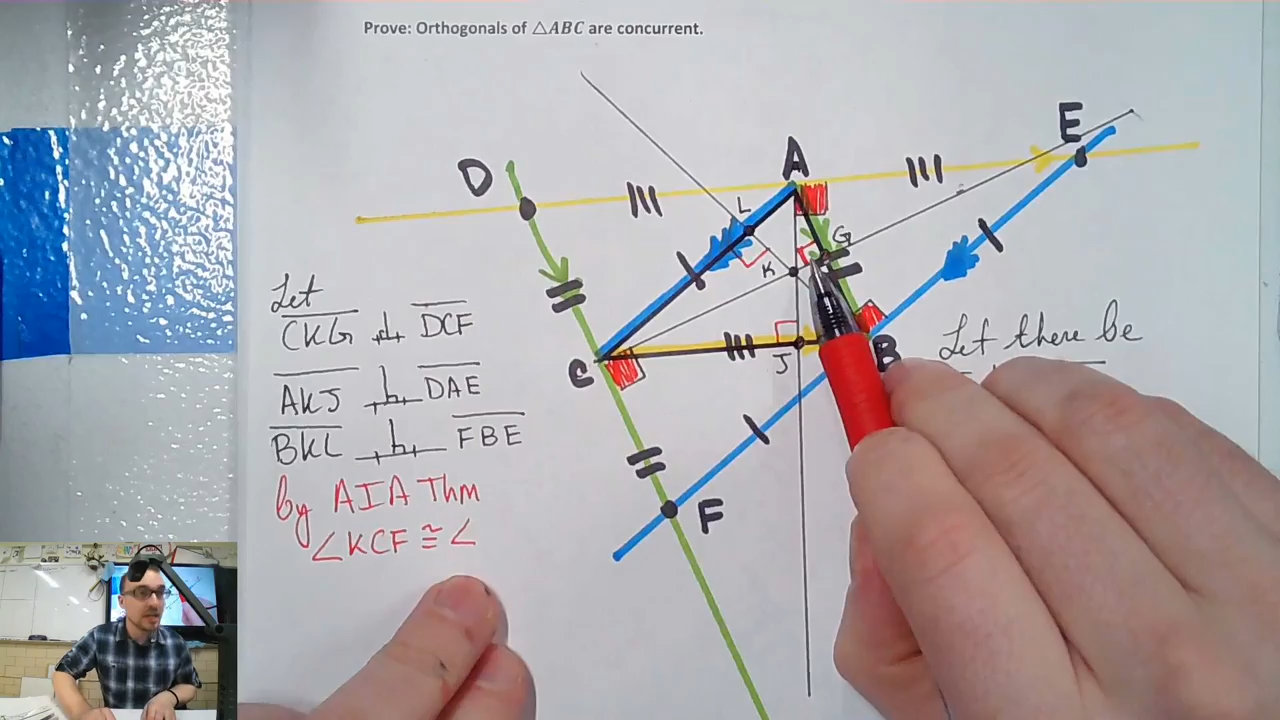 Prove: Orthogonals of △ABC are concurrent.
D
A
E
L
G
K
J
C
B
F
Let
CKG ⊥ DCF
AKJ ⊥ DAE
BKL ⊥ FBE
by AIA Thm
∠KCF ≅ ∠
Let there be